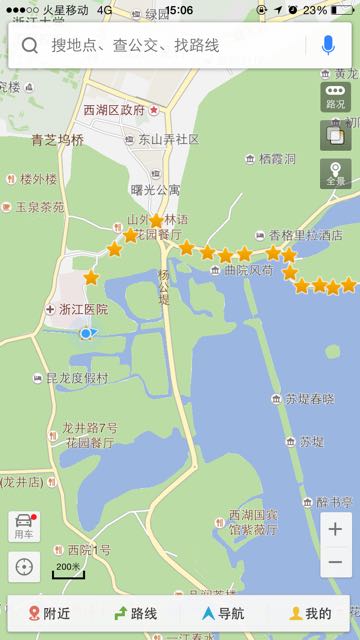 火星移动 4G 15:06 23%
浙江大学
绿园
搜地点、查公交、找路线
黄龙
路况
西湖区政府
青芝坞桥
东山弄社区
栖霞洞
全景
楼外楼
玉泉茶苑
曙光公寓
山外
林语
花园餐厅
香格里拉酒店
曲院风荷
杨公堤
浙江医院
昆龙度假村
苏堤春晓
龙井路7号
花园餐厅
苏堤
(龙井店)
醉书亭
西湖国宾
馆紫薇厅
用车
西院1号
200米
附近 路线 导航 我的
一江春水